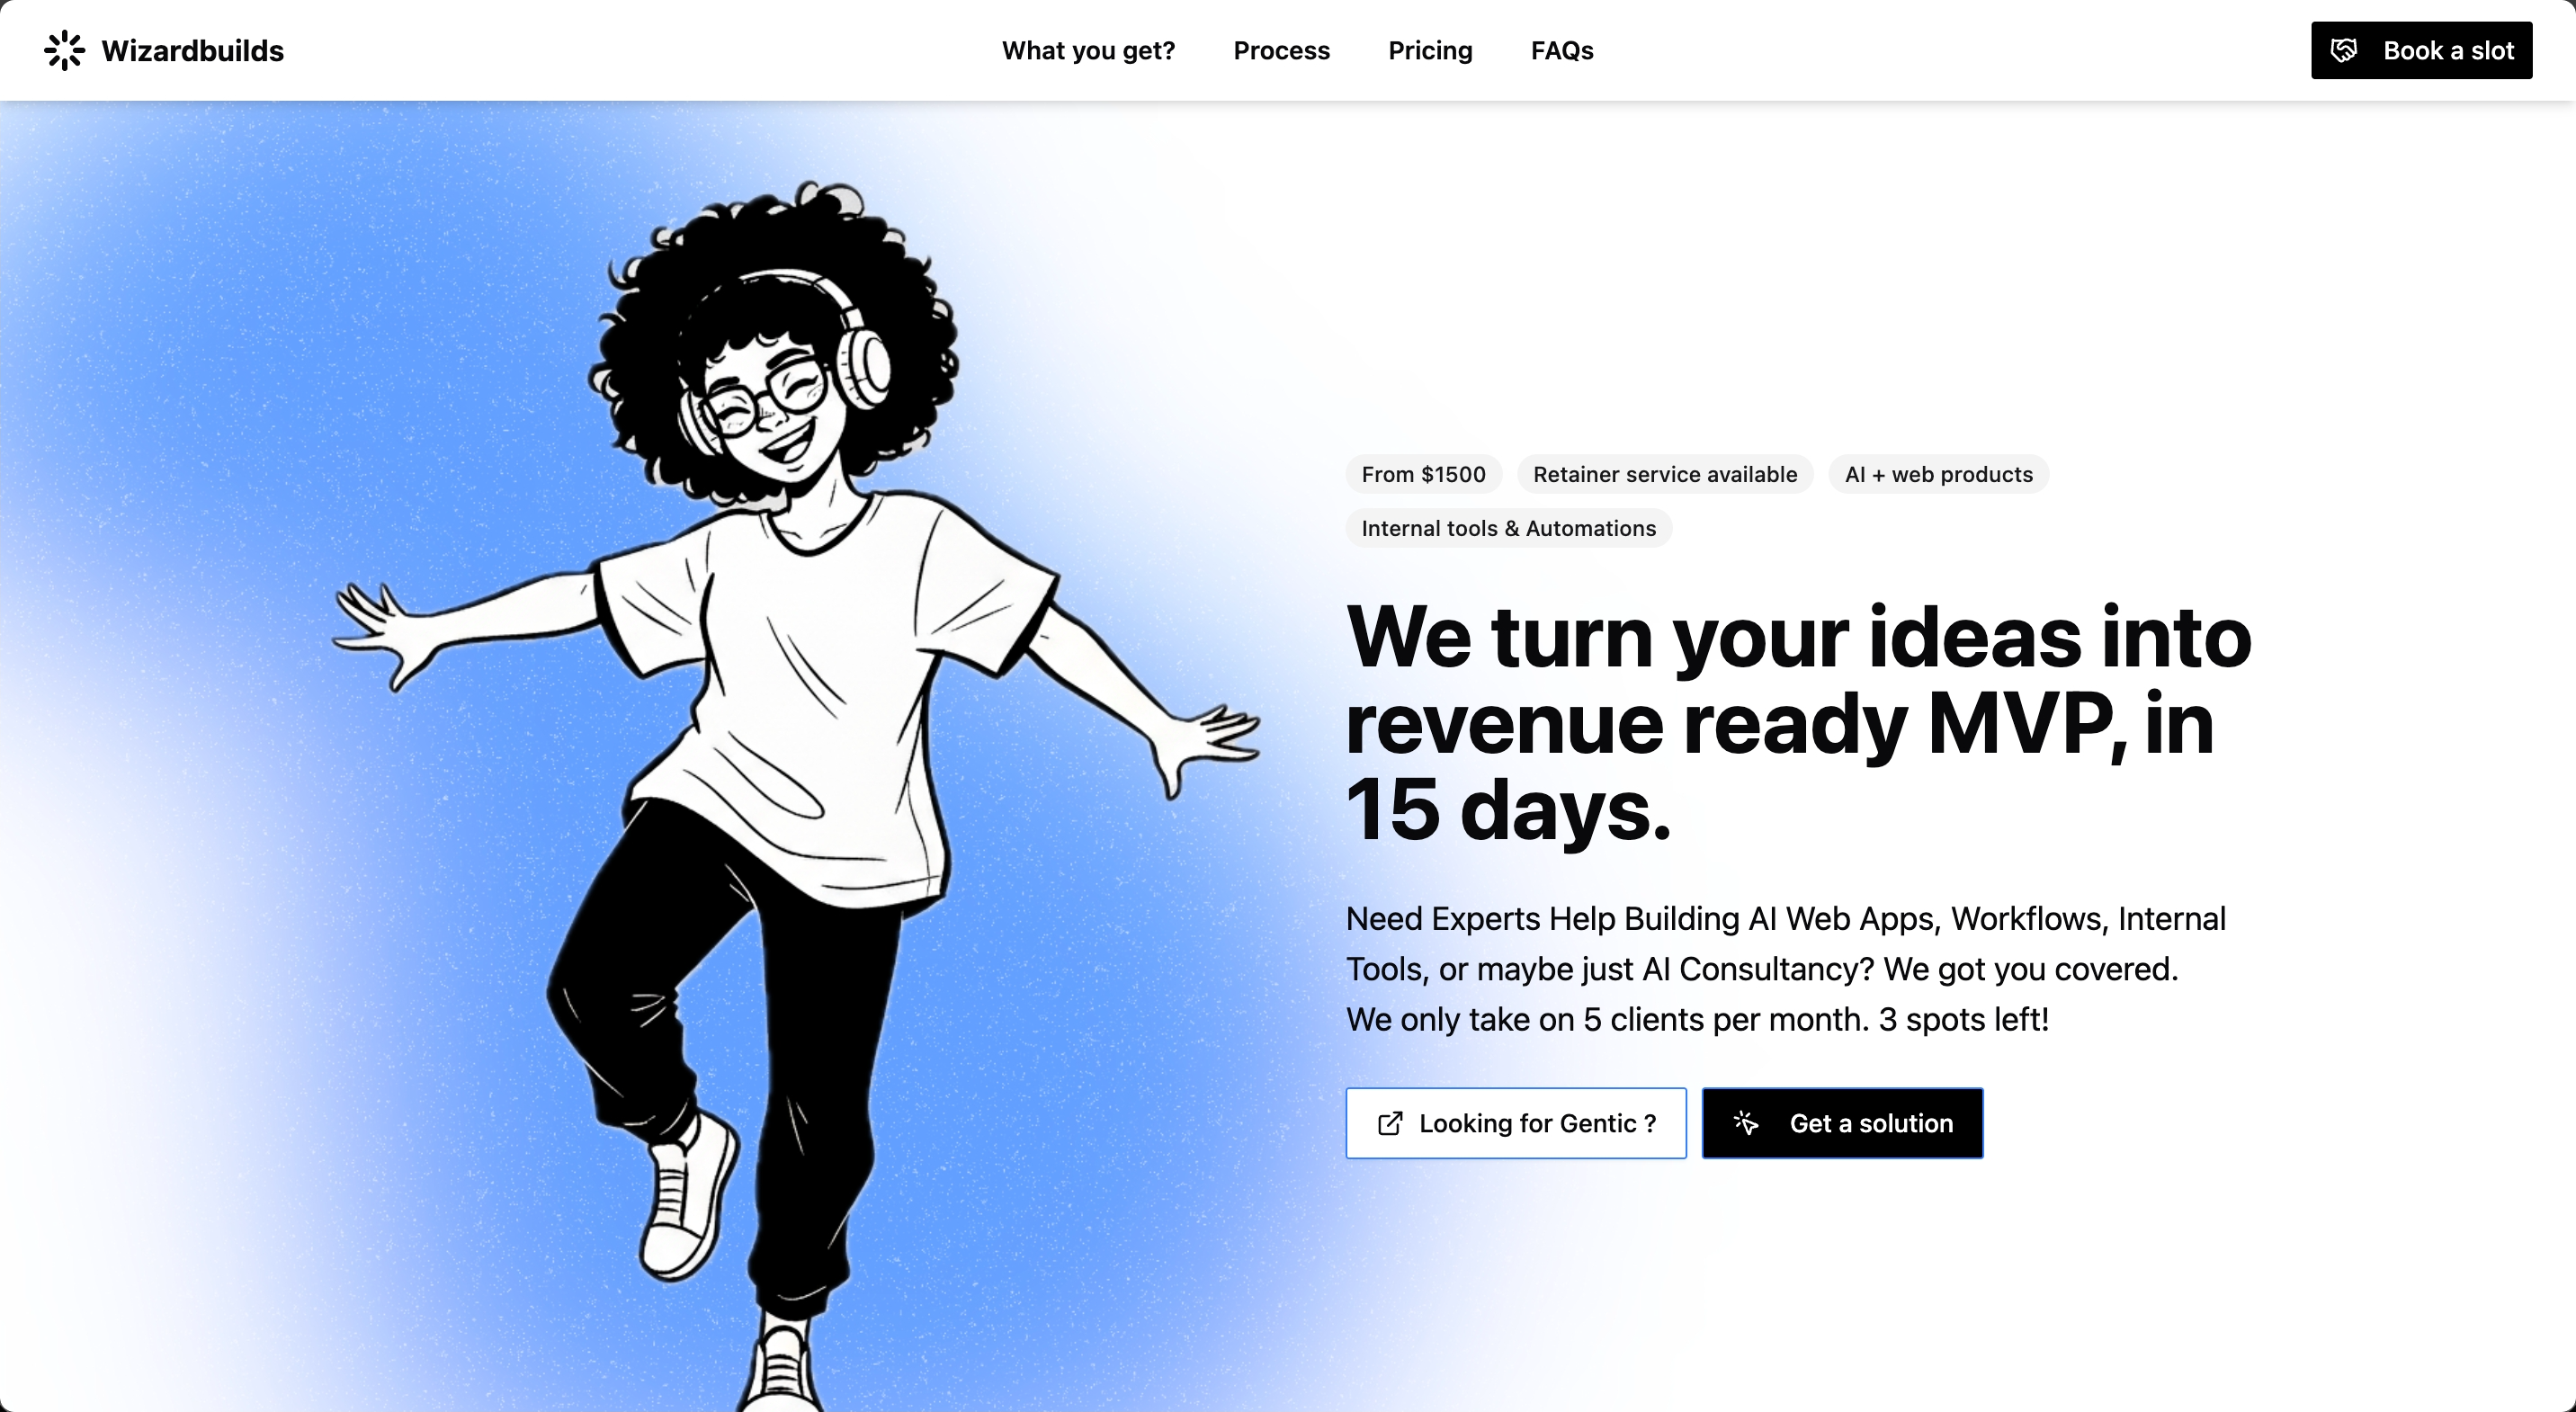 Wizardbuilds
What you get?
Process
Pricing
FAQs
Book a slot
From $1500
Retainer service available
AI + web products
Internal tools & Automations
We turn your ideas into
revenue ready MVP, in
15 days.
Need Experts Help Building AI Web Apps, Workflows, Internal
Tools, or maybe just AI Consultancy? We got you covered.
We only take on 5 clients per month. 3 spots left!
Looking for Gentic ?
Get a solution